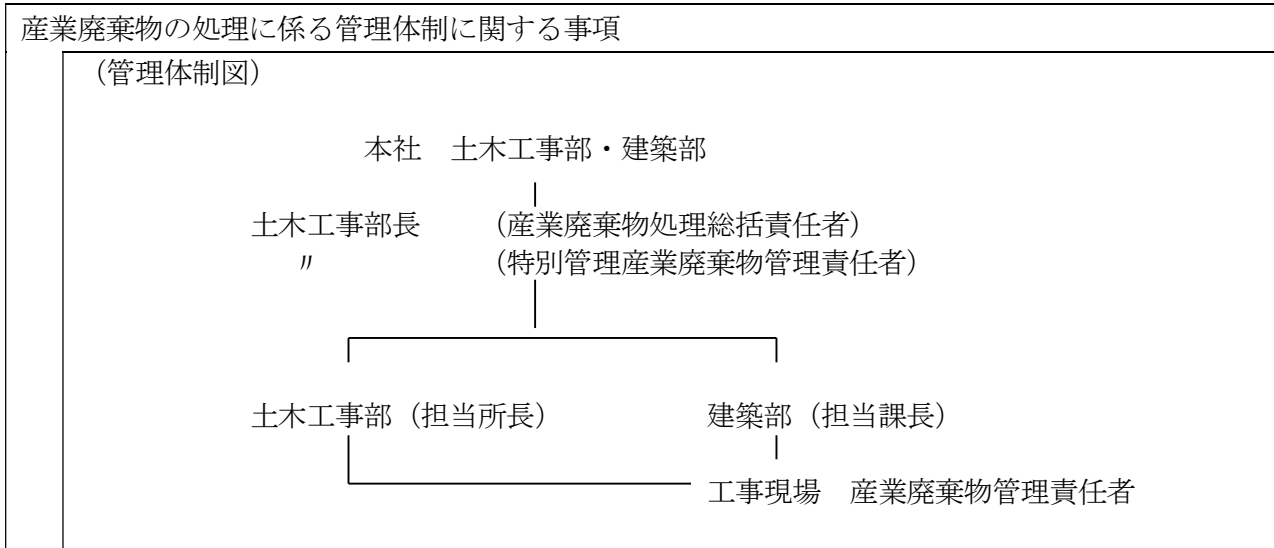 産業廃棄物の処理に係る管理体制に関する事項
（管理体制図）
本社　土木工事部・建築部
土木工事部長　　（産業廃棄物処理総括責任者）
〃　　（特別管理産業廃棄物管理責任者）
土木工事部（担当所長）　　建築部（担当課長）
工事現場　産業廃棄物管理責任者